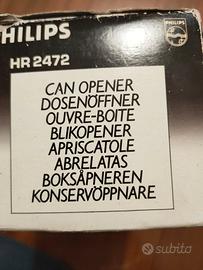 PHILIPS
PHILIPS
HR 2472
CAN OPENER
DOSENÖFFNER
OUVRE-BOITE
BLIKOPENER
APRISCATOLE
ABRELATAS
BOKSÅPNEREN
KONSERVÖPPNARE
subito